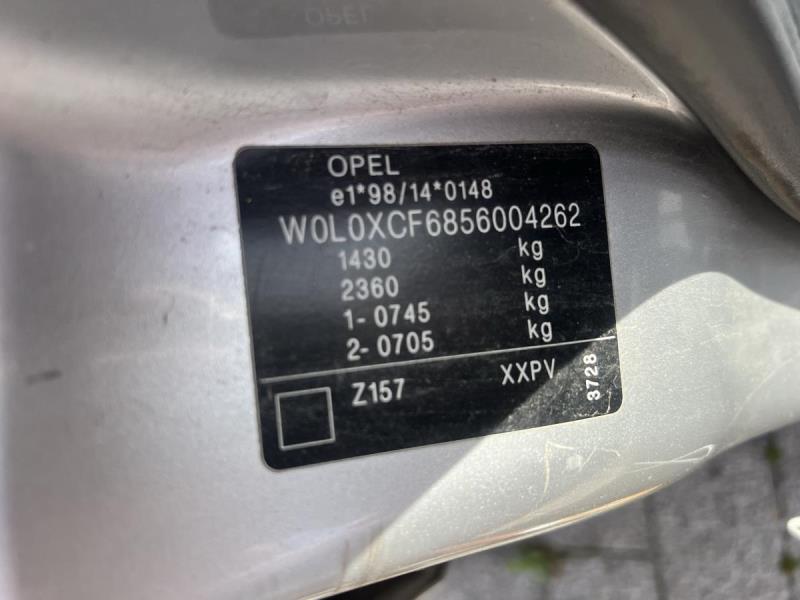 OPEL
e1*98/14*0148
W0L0XCF6856004262
1430 kg
2360 kg
1- 0745 kg
2- 0705 kg
Z157 XXPV
3728